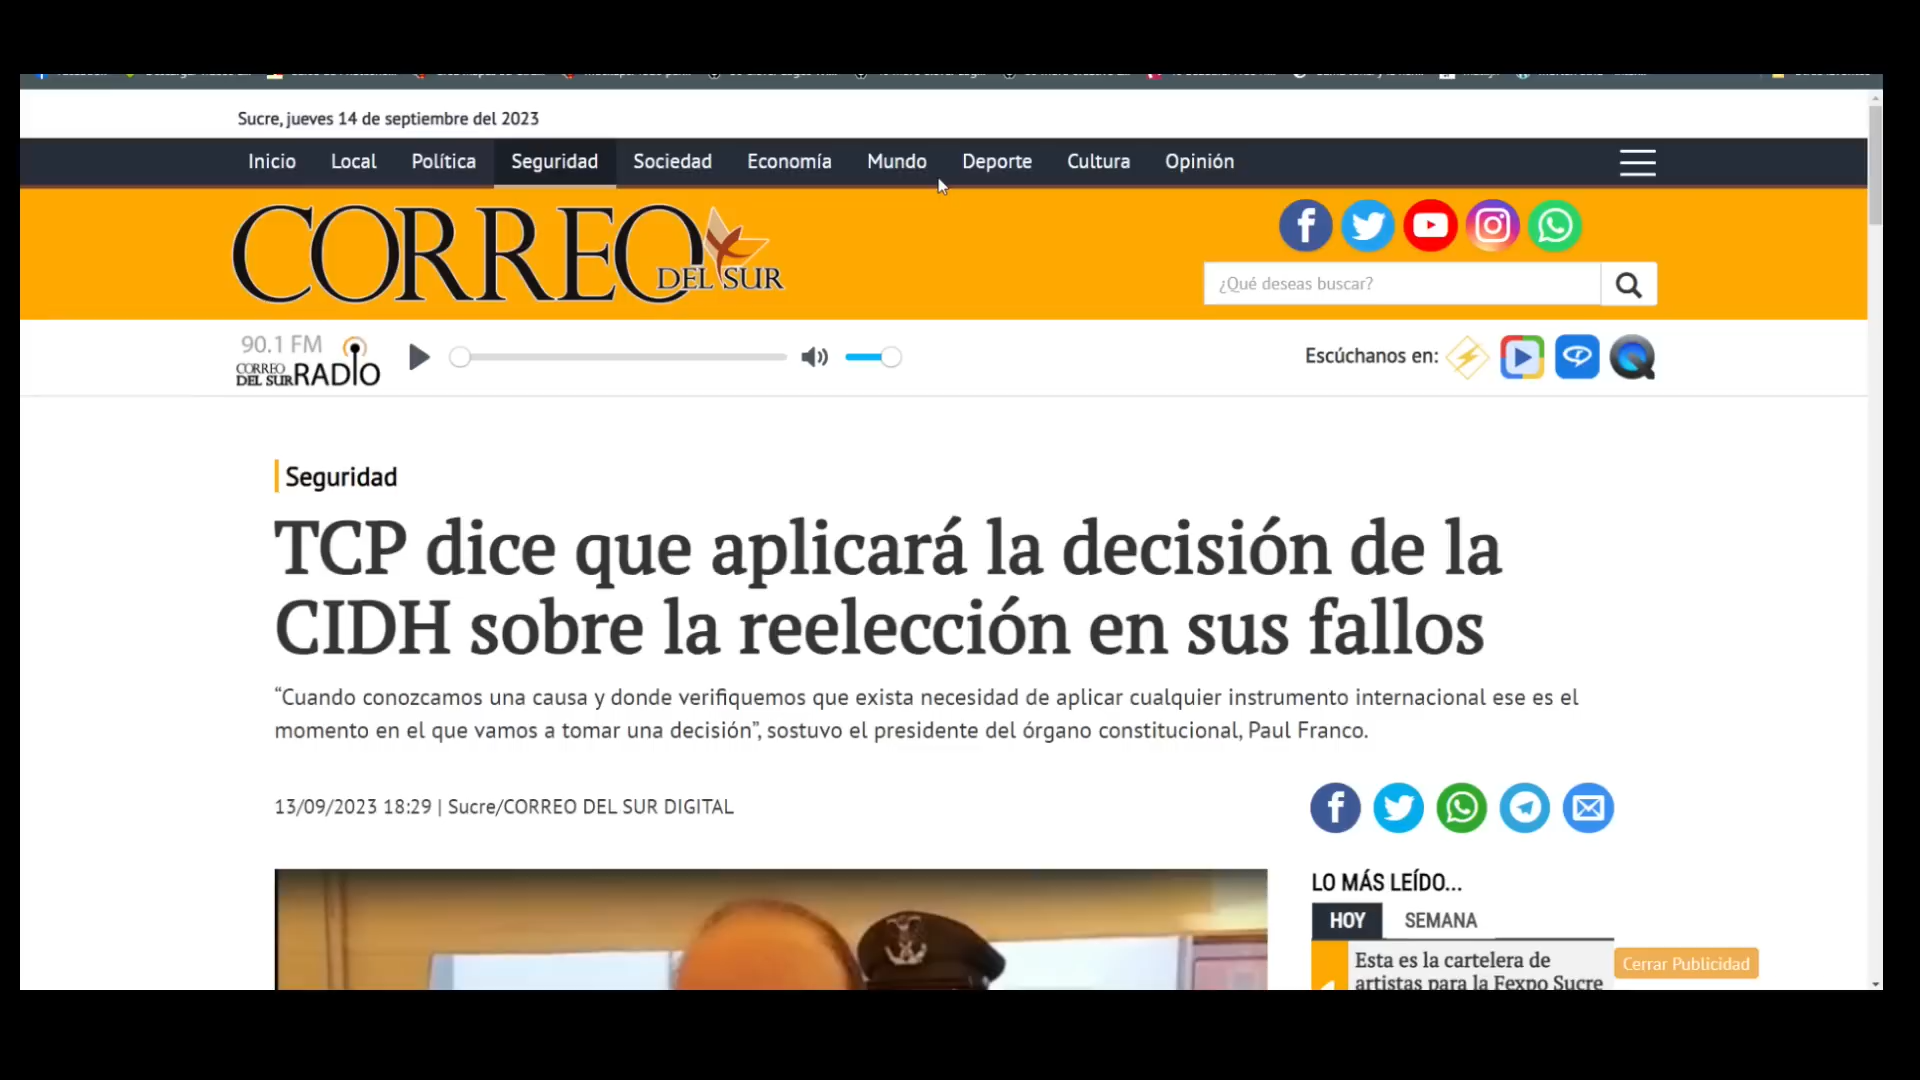 Sucre, jueves 14 de septiembre del 2023
Inicio Local Política Seguridad Sociedad Economía Mundo Deporte Cultura Opinión
CORREO DEL SUR
¿Qué deseas buscar?
90.1 FM
CORREO DEL SUR RADIO
Escúchanos en:
Seguridad
TCP dice que aplicará la decisión de la
CIDH sobre la reelección en sus fallos
“Cuando conozcamos una causa y donde verifiquemos que exista necesidad de aplicar cualquier instrumento internacional ese es el
momento en el que vamos a tomar una decisión”, sostuvo el presidente del órgano constitucional, Paul Franco.
13/09/2023 18:29 | Sucre/CORREO DEL SUR DIGITAL
LO MÁS LEÍDO...
HOY SEMANA
Esta es la cartelera de
artistas para la Fexpo Sucre
Cerrar Publicidad